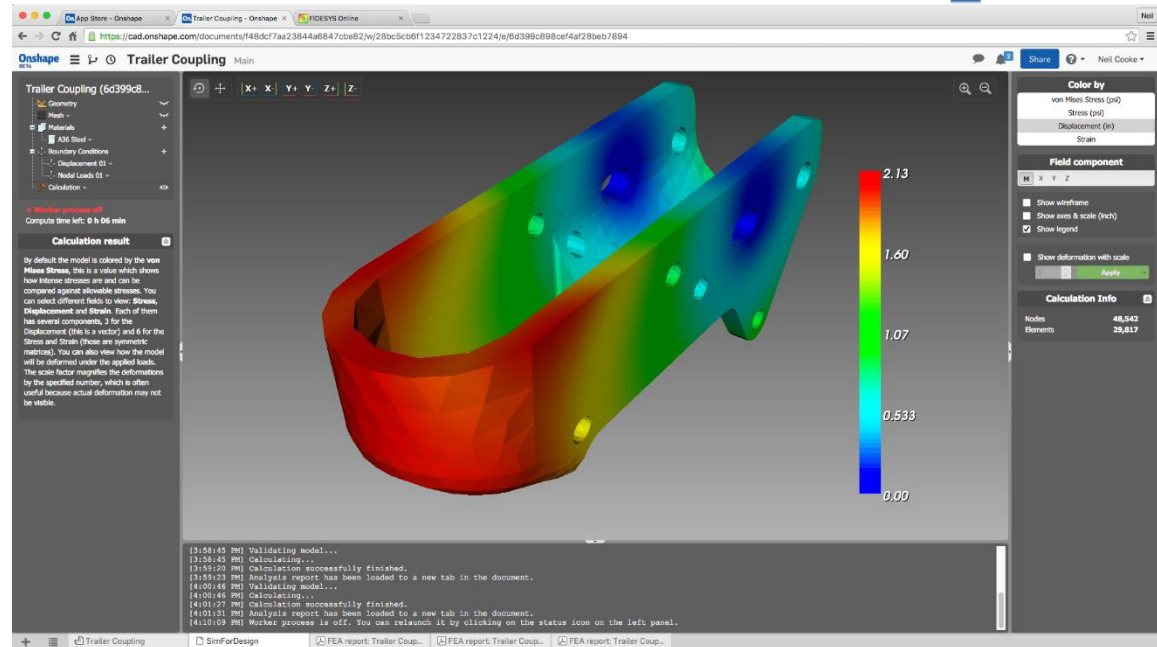 App Store - Onshape
Trailer Coupling - Onshape
FIDESYS Online
Neil
https://cad.onshape.com/documents/f48dcf7aa23844a6847cbe82/w/28bc5cb6f1234722837c1224/e/6d399c898cef4af28beb7894
Onshape
BETA
Trailer Coupling Main
2
Share
Neil Cooke
Trailer Coupling (6d399c8...
Geometry
Mesh
Materials
A36 Steel
Boundary Conditions
Displacement 01
Nodal Loads 01
Calculation
× Worker process off
Compute time left: 0 h 06 min
Calculation result
By default the model is colored by the von
Mises Stress, this is a value which shows
how intense stresses are and can be
compared against allowable stresses. You
can select different fields to view: Stress,
Displacement and Strain. Each of them
has several components, 3 for the
Displacement (this is a vector) and 6 for the
Stress and Strain (those are symmetric
matrices). You can also view how the model
will be deformed under the applied loads.
The scale factor magnifies the deformations
by the specified number, which is often
useful because actual deformation may not
be visible.
X+ X- Y+ Y- Z+ Z-
2.13
1.60
1.07
0.533
0.00
Color by
von Mises Stress (psi)
Stress (psi)
Displacement (in)
Strain
Field component
M X Y Z
Show wireframe
Show axes & scale (inch)
Show legend
Show deformation with scale
1
Apply
Calculation Info
Nodes 48,542
Elements 29,817
[3:58:45 PM] Validating model...
[3:58:45 PM] Calculating...
[3:59:20 PM] Calculation successfully finished.
[3:59:23 PM] Analysis report has been loaded to a new tab in the document.
[4:00:46 PM] Validating model...
[4:00:46 PM] Calculating...
[4:01:27 PM] Calculation successfully finished.
[4:01:31 PM] Analysis report has been loaded to a new tab in the document.
[4:10:09 PM] Worker process is off. You can relaunch it by clicking on the status icon on the left panel.
Trailer Coupling
SimForDesign
FEA report: Trailer Coup...
FEA report: Trailer Coup...
FEA report: Trailer Coup...